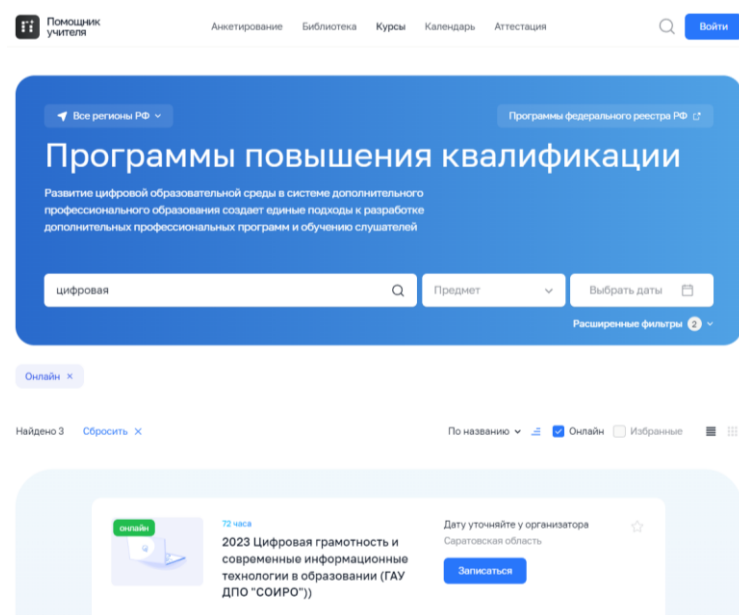 Помощник
учителя
Анкетирование Библиотека Курсы Календарь Аттестация
Войти
Все регионы РФ
Программы федерального реестра РФ
Программы повышения квалификации
Развитие цифровой образовательной среды в системе дополнительного
профессионального образования создает единые подходы к разработке
дополнительных профессиональных программ и обучению слушателей
цифровая
Предмет
Выбрать даты
Расширенные фильтры 2
Онлайн ×
Найдено 3 Сбросить ×
По названию Онлайн Избранные
онлайн
72 часа
2023 Цифровая грамотность и
современные информационные
технологии в образовании (ГАУ
ДПО "СОИРО"))
Дату уточняйте у организатора
Саратовская область
Записаться